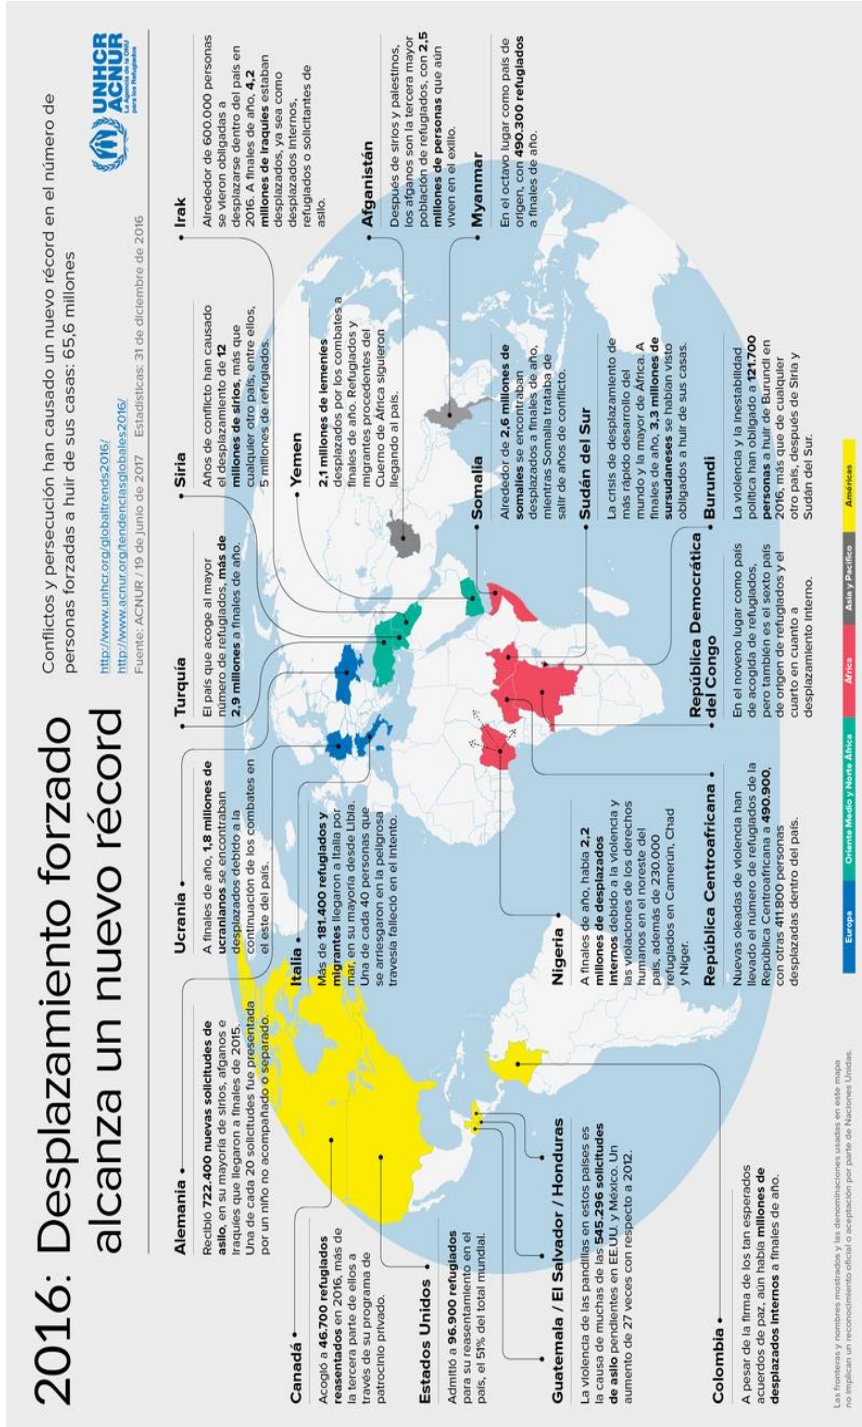 2016: Desplazamiento forzado
alcanza un nuevo récord
Conflictos y persecución han causado un nuevo récord en el número de
personas forzadas a huir de sus casas: 65,6 millones
http://www.unhcr.org/globaltrends2016/
http://www.acnur.org/tendenciasglobales2016/
Fuente: ACNUR / 19 de junio de 2017 Estadísticas: 31 de diciembre de 2016
UNHCR
ACNUR
La Agencia de la ONU
para los Refugiados
Alemania
Recibió 722.400 nuevas solicitudes de
asilo, en su mayoría de sirios, afganos e
iraquíes que llegaron a finales de 2015.
Una de cada 20 solicitudes fue presentada
por un niño no acompañado o separado.
Ucrania
A finales de año, 1,8 millones de
ucranianos se encontraban
desplazados debido a la
continuación de los combates en
el este del país.
Turquía
El país que acoge al mayor
número de refugiados, más de
2,9 millones a finales de año.
Siria
Años de conflicto han causado
el desplazamiento de 12
millones de sirios, más que
cualquier otro país, entre ellos,
5 millones de refugiados.
Irak
Alrededor de 600.000 personas
se vieron obligadas a
desplazarse dentro del país en
2016. A finales de año, 4,2
millones de iraquíes estaban
desplazados, ya sea como
desplazados internos,
refugiados o solicitantes de
asilo.
Canadá
Acogió a 46.700 refugiados
reasentados en 2016, más de
la tercera parte de ellos a
través de su programa de
patrocinio privado.
Italia
Más de 181.400 refugiados y
migrantes llegaron a Italia por
mar, en su mayoría desde Libia.
Una de cada 40 personas que
se arriesgaron en la peligrosa
travesía falleció en el intento.
Yemen
2,1 millones de iemeníes
desplazados por los combates a
finales de año. Refugiados y
migrantes procedentes del
Cuerno de África siguieron
llegando al país.
Afganistán
Después de sirios y palestinos,
los afganos son la tercera mayor
población de refugiados, con 2,5
millones de personas que aún
viven en el exilio.
Estados Unidos
Admitió a 96.900 refugiados
para su reasentamiento en el
país, el 51% del total mundial.
Somalia
Alrededor de 2,6 millones de
somalíes se encontraban
desplazados a finales de año,
mientras Somalia trataba de
salir de años de conflicto.
Myanmar
En el octavo lugar como país de
origen, con 490.300 refugiados
a finales de año.
Guatemala / El Salvador / Honduras
La violencia de las pandillas en estos países es
la causa de muchas de las 545.296 solicitudes
de asilo pendientes en EE.UU. y México. Un
aumento de 27 veces con respecto a 2012.
Nigeria
A finales de año, había 2,2
millones de desplazados
internos debido a la violencia y
las violaciones de los derechos
humanos en el noreste del
país, además de 230.000
refugiados en Camerún, Chad
y Níger.
Sudán del Sur
La crisis de desplazamiento de
más rápido desarrollo del
mundo y la mayor de África. A
finales de año, 3,3 millones de
sursudaneses se habían visto
obligados a huir de sus casas.
Colombia
A pesar de la firma de los tan esperados
acuerdos de paz, aún había millones de
desplazados internos a finales de año.
República Centroafricana
Nuevas oleadas de violencia han
llevado el número de refugiados de la
República Centroafricana a 490.900,
con otras 411.800 personas
desplazadas dentro del país.
República Democrática
del Congo
En el noveno lugar como país
de acogida de refugiados,
pero también es el sexto país
de origen de refugiados y el
cuarto en cuanto a
desplazamiento interno.
Burundi
La violencia y la inestabilidad
política han obligado a 121.700
personas a huir de Burundi en
2016, más que de cualquier
otro país, después de Siria y
Sudán del Sur.
Las fronteras y nombres mostrados y las denominaciones usadas en este mapa
no implican un reconocimiento oficial o aceptación por parte de Naciones Unidas.
Europa
Oriente Medio y Norte África
África
Asia y Pacífico
Américas